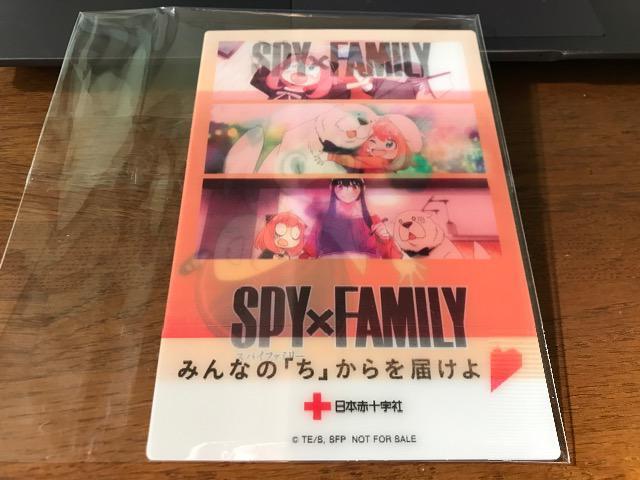 SPY×FAMILY
SPY×FAMILY
スパイファミリー
みんなの『ち』からを届けよ
日本赤十字社
© TE/S, SFP NOT FOR SALE